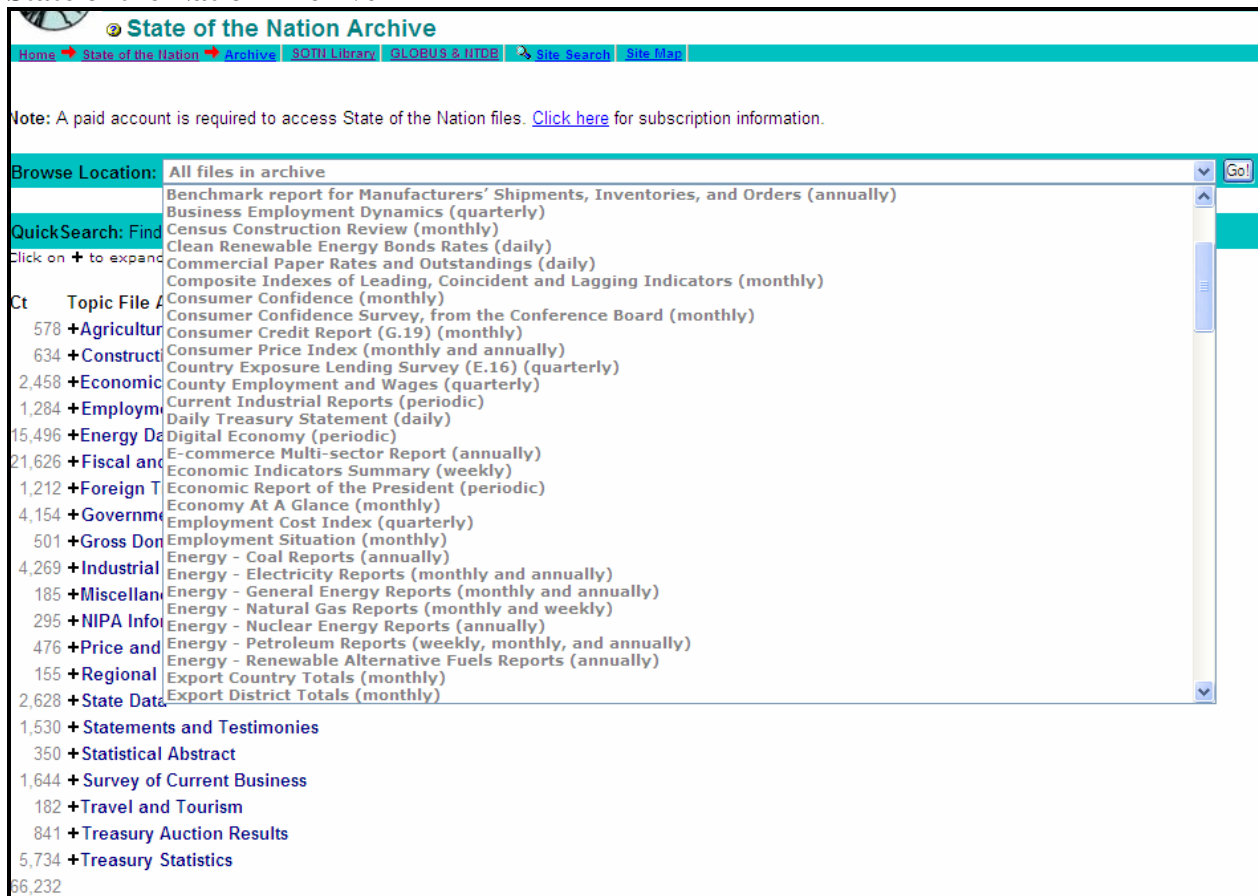 State of the Nation Archive
Home State of the Nation Archive SOTN Library GLOBUS & NTDB Site Search Site Map
Note: A paid account is required to access State of the Nation files. Click here for subscription information.
Browse Location: All files in archive Go!
Benchmark report for Manufacturers’ Shipments, Inventories, and Orders (annually)
Business Employment Dynamics (quarterly)
QuickSearch: Find
Census Construction Review (monthly)
Clean Renewable Energy Bonds Rates (daily)
Click on + to expand
Commercial Paper Rates and Outstandings (daily)
Composite Indexes of Leading, Coincident and Lagging Indicators (monthly)
Ct Topic File
Consumer Confidence (monthly)
Consumer Confidence Survey, from the Conference Board (monthly)
578 +Agricultur
Consumer Credit Report (G.19) (monthly)
634 +Constructi
Consumer Price Index (monthly and annually)
Country Exposure Lending Survey (E.16) (quarterly)
2,458 +Economic
County Employment and Wages (quarterly)
1,284 +Employme
Current Industrial Reports (periodic)
Daily Treasury Statement (daily)
15,496 +Energy Da
Digital Economy (periodic)
E-commerce Multi-sector Report (annually)
21,626 +Fiscal and
Economic Indicators Summary (weekly)
1,212 +Foreign T
Economic Report of the President (periodic)
Economy At A Glance (monthly)
4,154 +Governme
Employment Cost Index (quarterly)
501 +Gross Dom
Employment Situation (monthly)
Energy - Coal Reports (annually)
4,269 +Industrial
Energy - Electricity Reports (monthly and annually)
185 +Miscellan
Energy - General Energy Reports (monthly and annually)
Energy - Natural Gas Reports (monthly and weekly)
295 +NIPA Infor
Energy - Nuclear Energy Reports (annually)
476 +Price and
Energy - Petroleum Reports (weekly, monthly, and annually)
Energy - Renewable Alternative Fuels Reports (annually)
155 +Regional
Export Country Totals (monthly)
2,628 +State Data
Export District Totals (monthly)
1,530 +Statements and Testimonies
350 +Statistical Abstract
1,644 +Survey of Current Business
182 +Travel and Tourism
841 +Treasury Auction Results
5,734 +Treasury Statistics
66,232